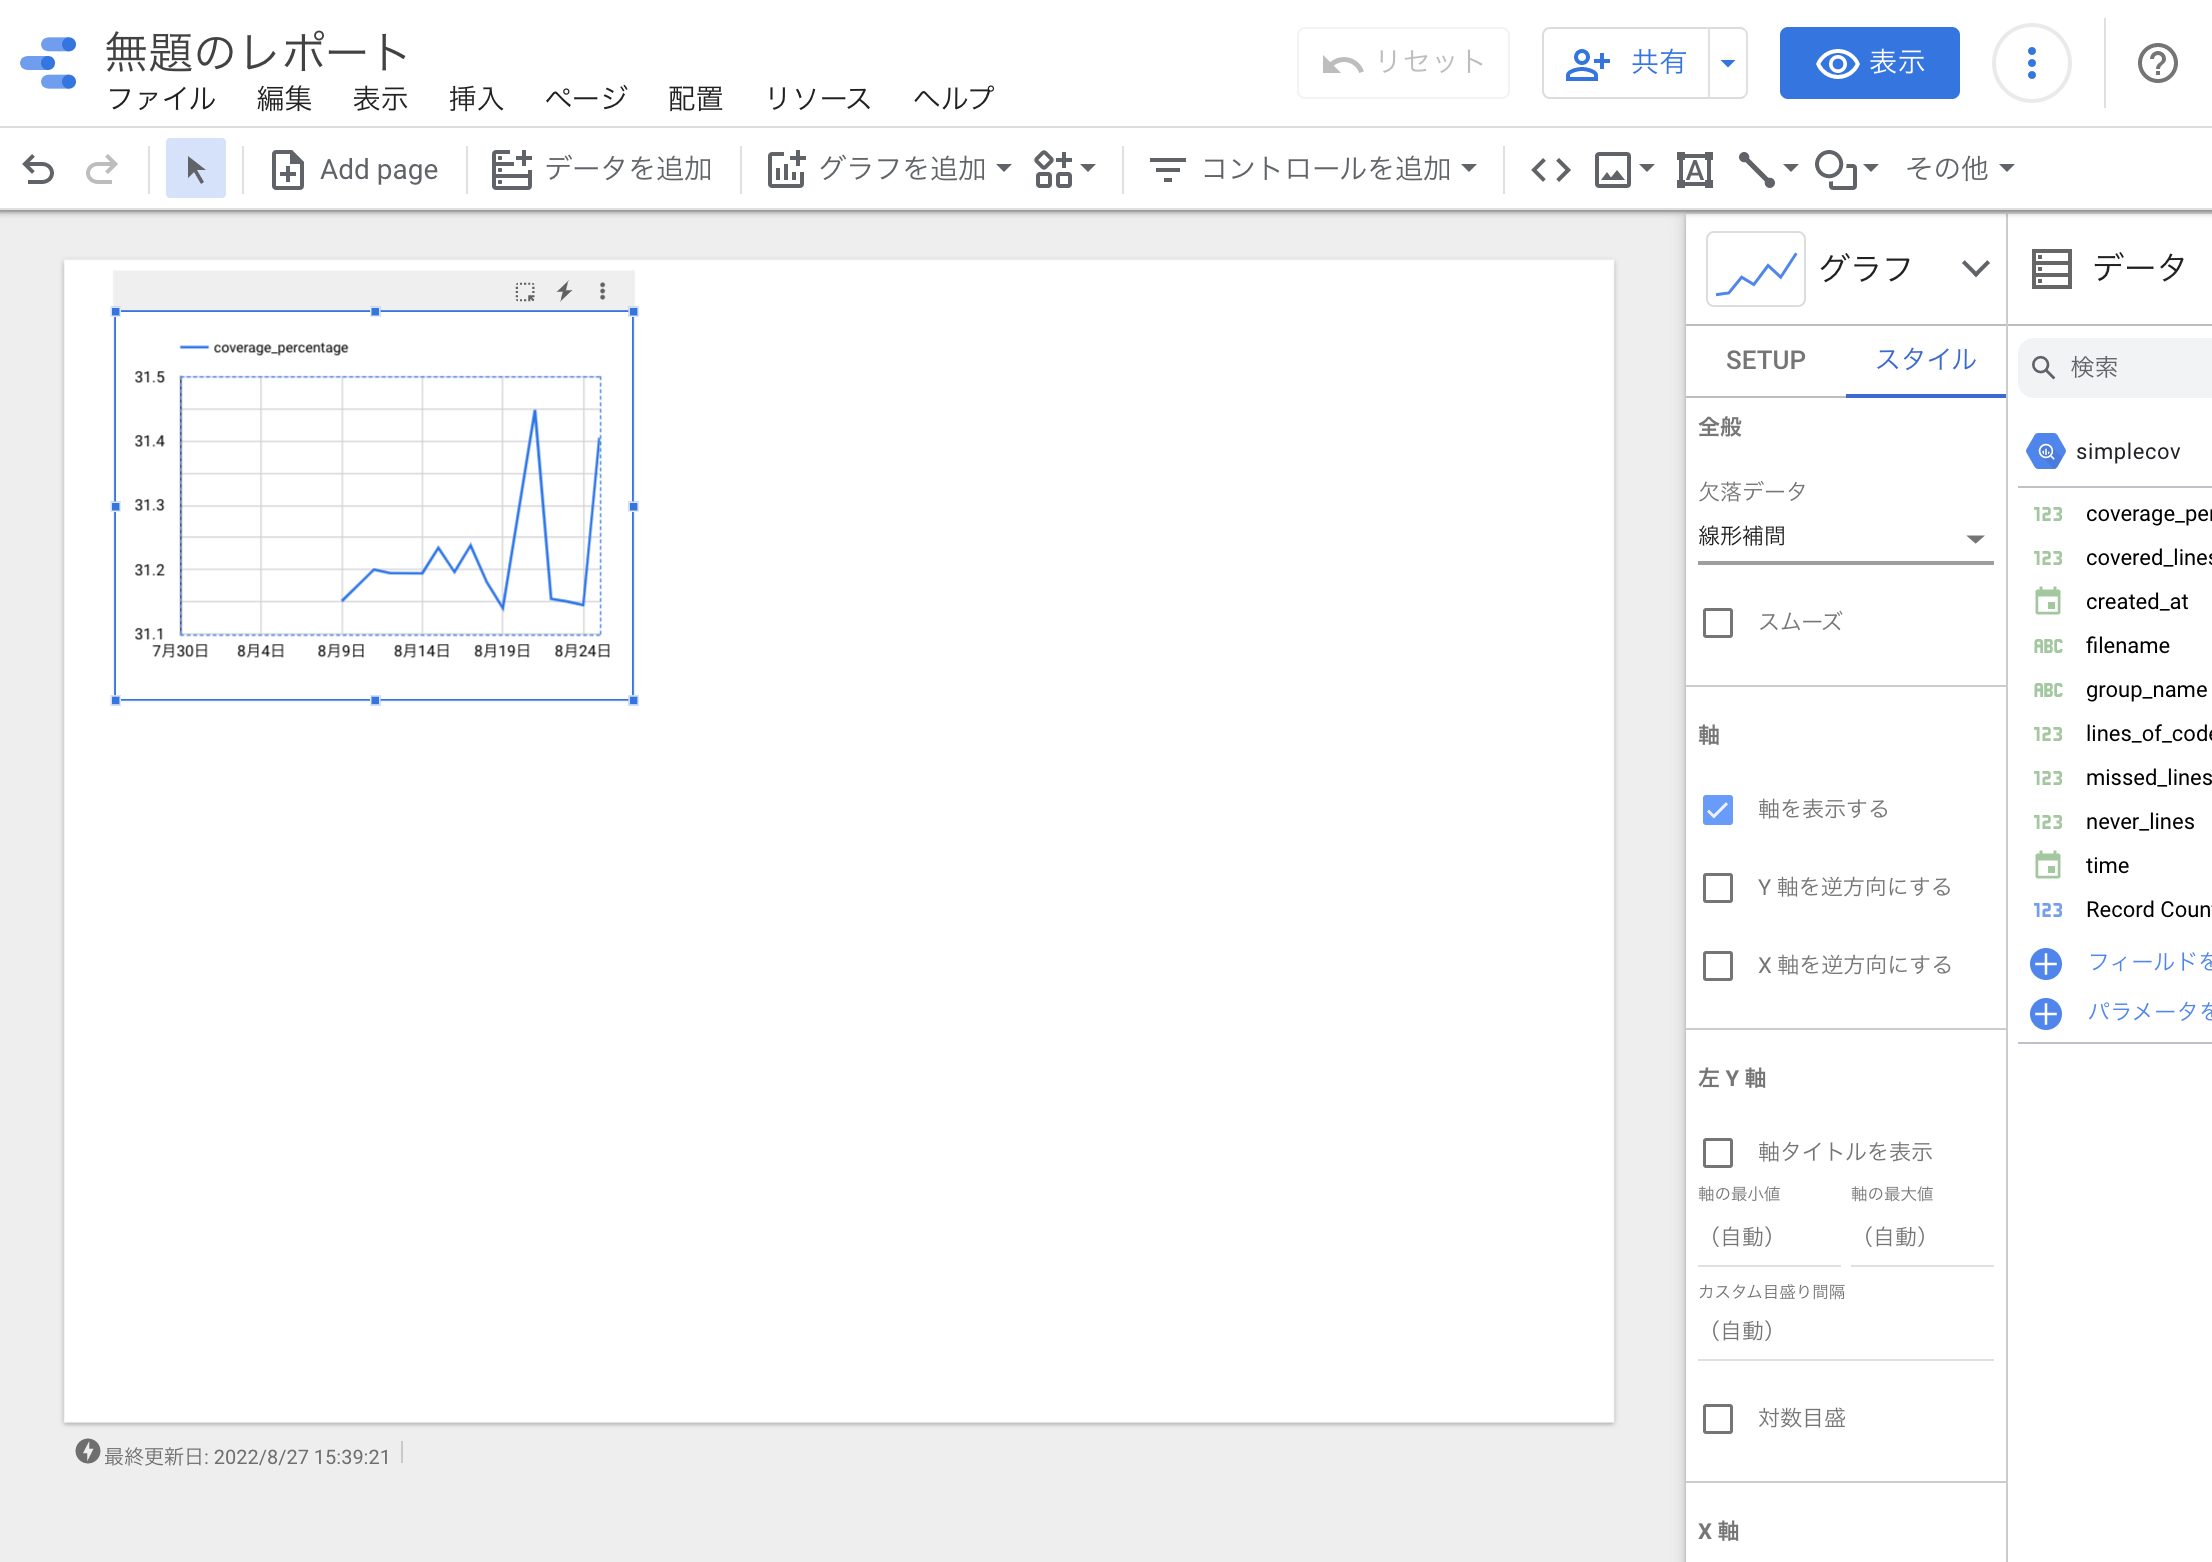 無題のレポート
ファイル 編集 表示 挿入 ページ 配置 リソース ヘルプ
リセット
共有
表示
Add page
データを追加
グラフを追加
コントロールを追加
その他
coverage_percentage
31.5
31.4
31.3
31.2
31.1
7月30日 8月4日 8月9日 8月14日 8月19日 8月24日
最終更新日: 2022/8/27 15:39:21
グラフ
SETUP スタイル
全般
欠落データ
線形補間
スムーズ
軸
軸を表示する
Y 軸を逆方向にする
X 軸を逆方向にする
左 Y 軸
軸タイトルを表示
軸の最小値 軸の最大値
（自動） （自動）
カスタム目盛り間隔
（自動）
対数目盛
X 軸
データ
検索
simplecov
123 coverage_per
123 covered_lines
created_at
ABC filename
ABC group_name
123 lines_of_code
123 missed_lines
123 never_lines
time
123 Record Coun
フィールドを
パラメータを